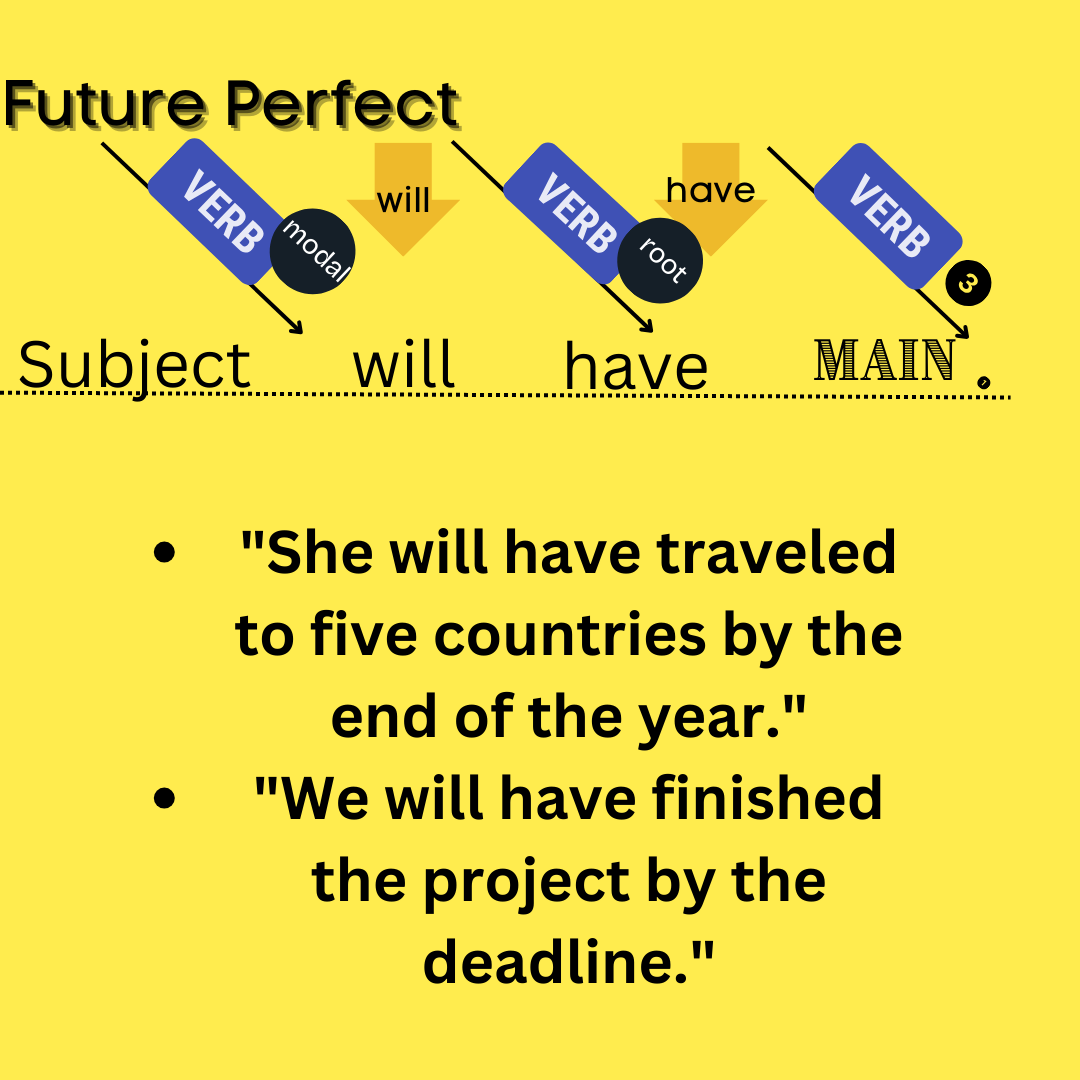 Future Perfect
VERB modal will VERB root have VERB 3
Subject will have MAIN .
• "She will have traveled
to five countries by the
end of the year."
• "We will have finished
the project by the
deadline."